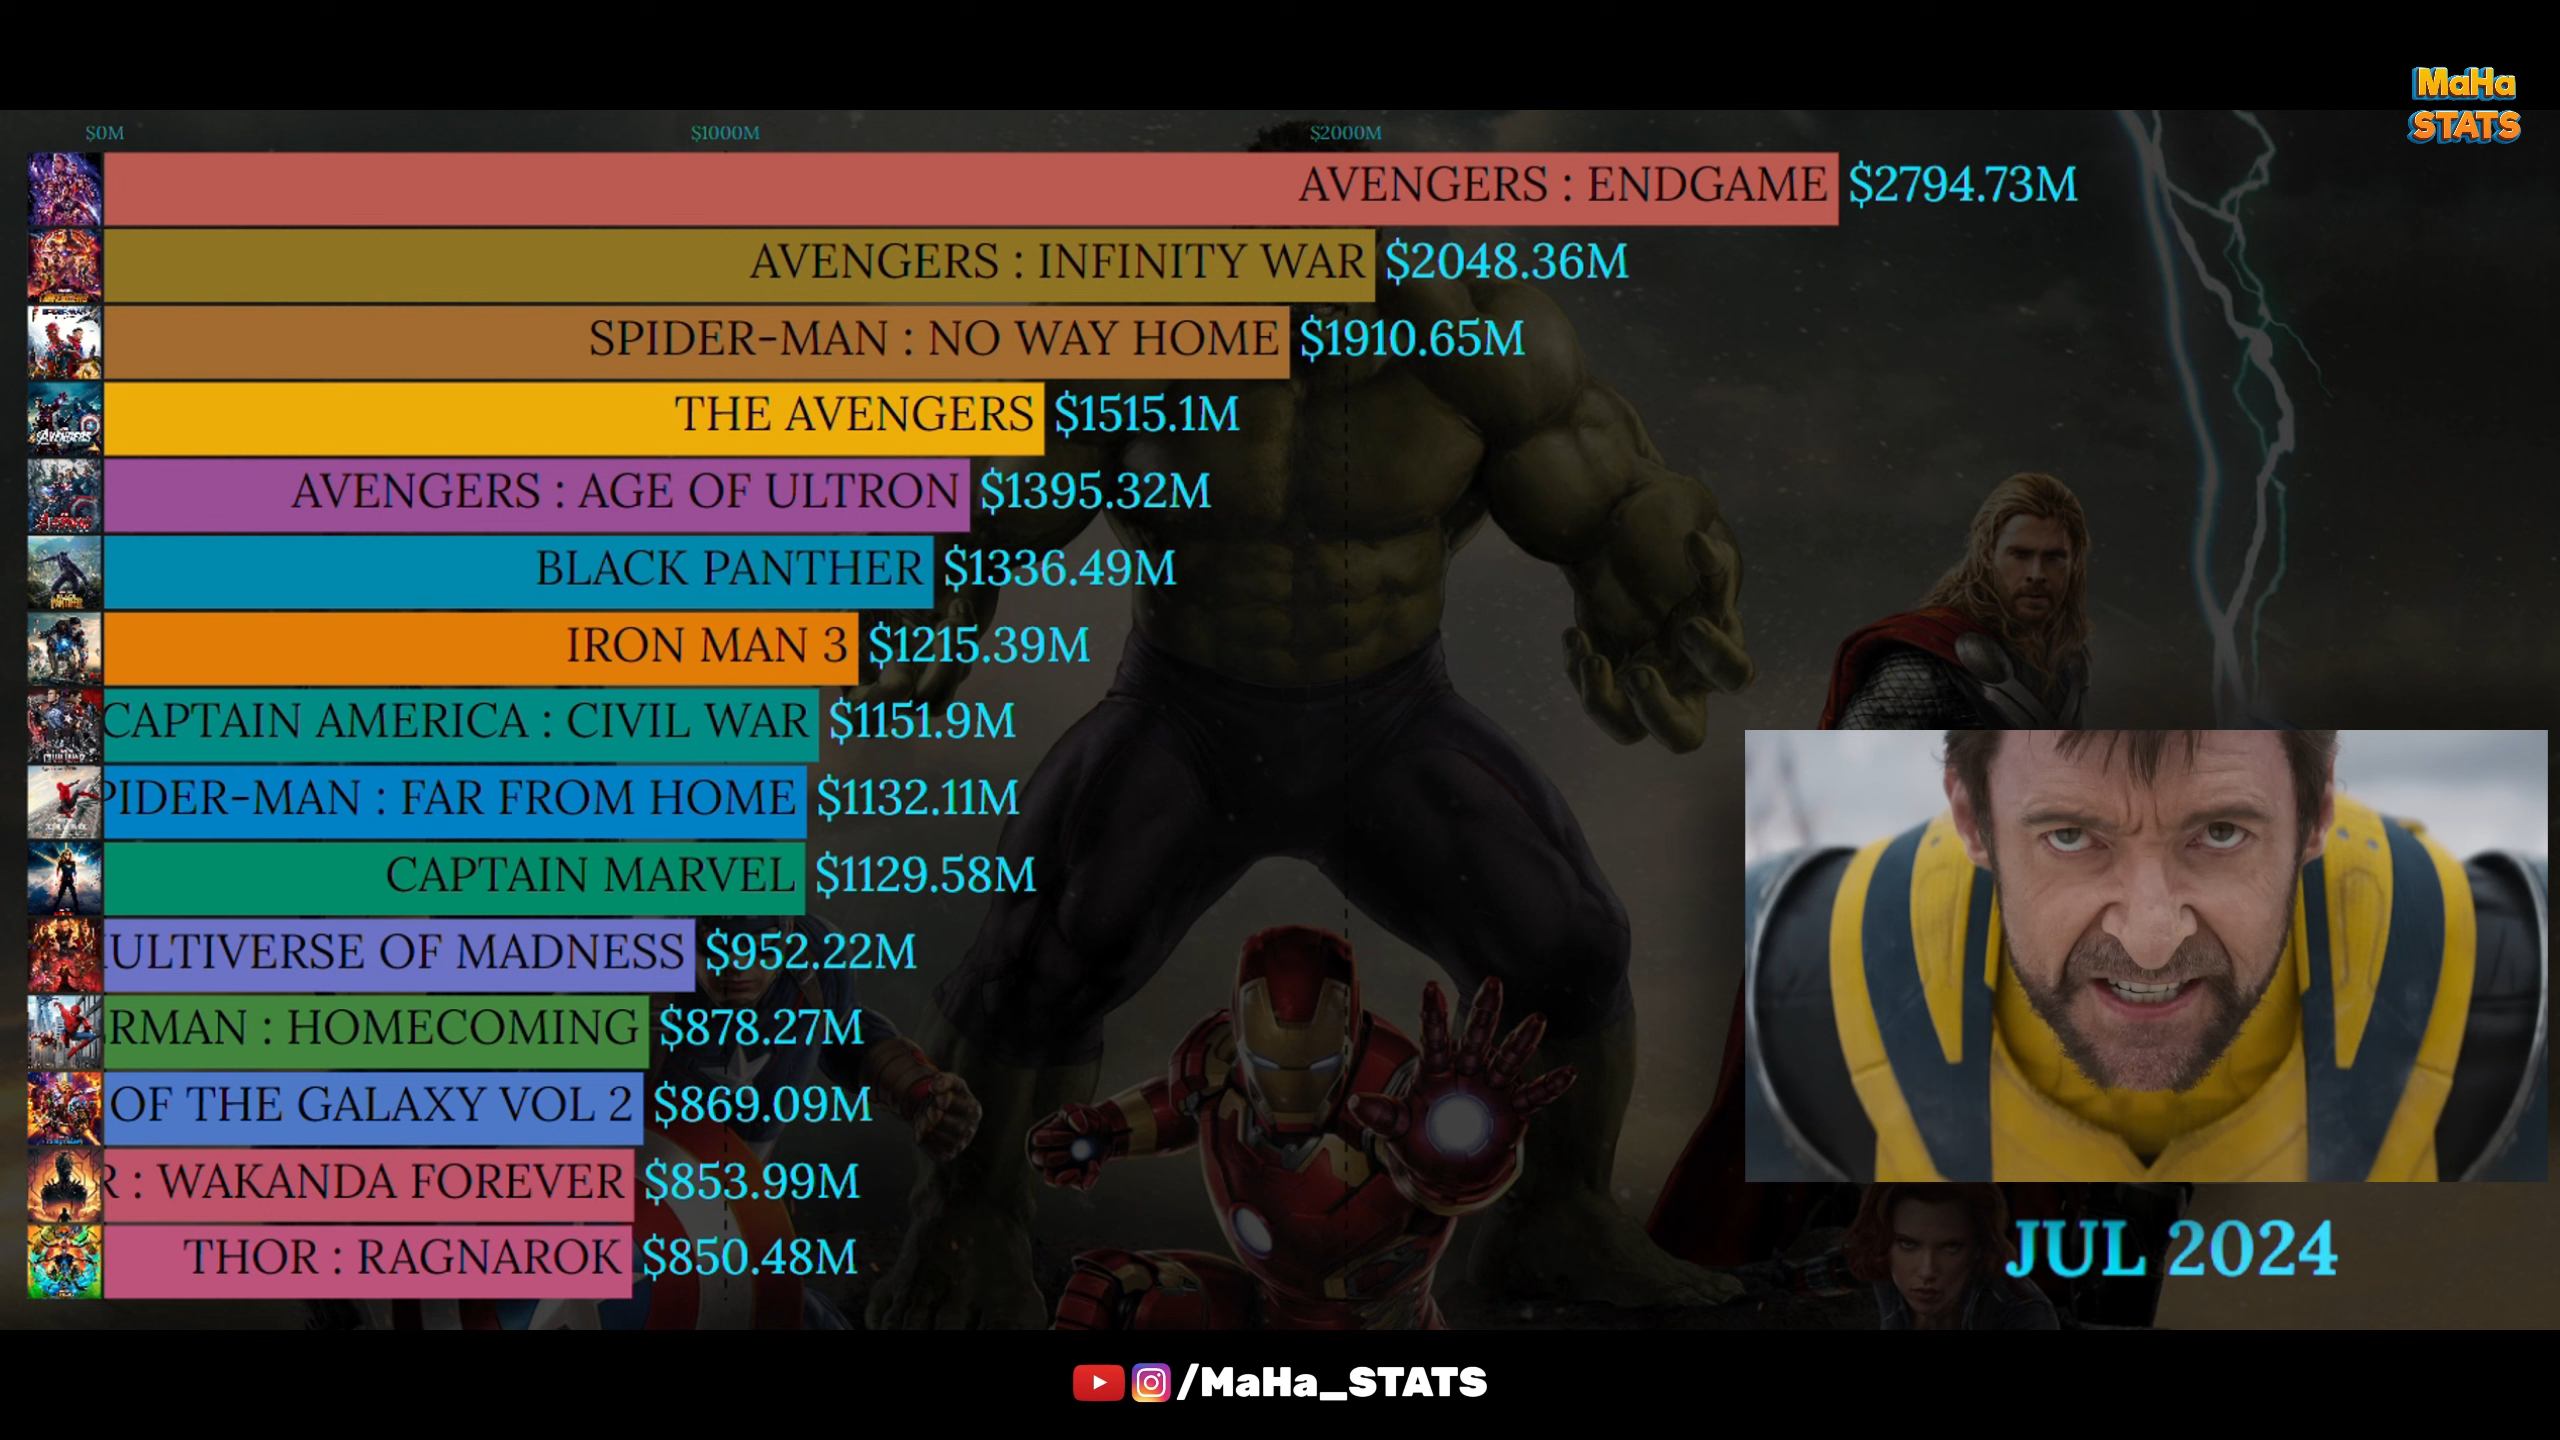 MaHa
STATS
$0M $1000M $2000M
AVENGERS : ENDGAME $2794.73M
AVENGERS : INFINITY WAR $2048.36M
SPIDER-MAN : NO WAY HOME $1910.65M
THE AVENGERS $1515.1M
AVENGERS : AGE OF ULTRON $1395.32M
BLACK PANTHER $1336.49M
IRON MAN 3 $1215.39M
CAPTAIN AMERICA : CIVIL WAR $1151.9M
PIDER-MAN : FAR FROM HOME $1132.11M
CAPTAIN MARVEL $1129.58M
ULTIVERSE OF MADNESS $952.22M
RMAN : HOMECOMING $878.27M
OF THE GALAXY VOL 2 $869.09M
R : WAKANDA FOREVER $853.99M
THOR : RAGNAROK $850.48M
JUL 2024
/MaHa_STATS